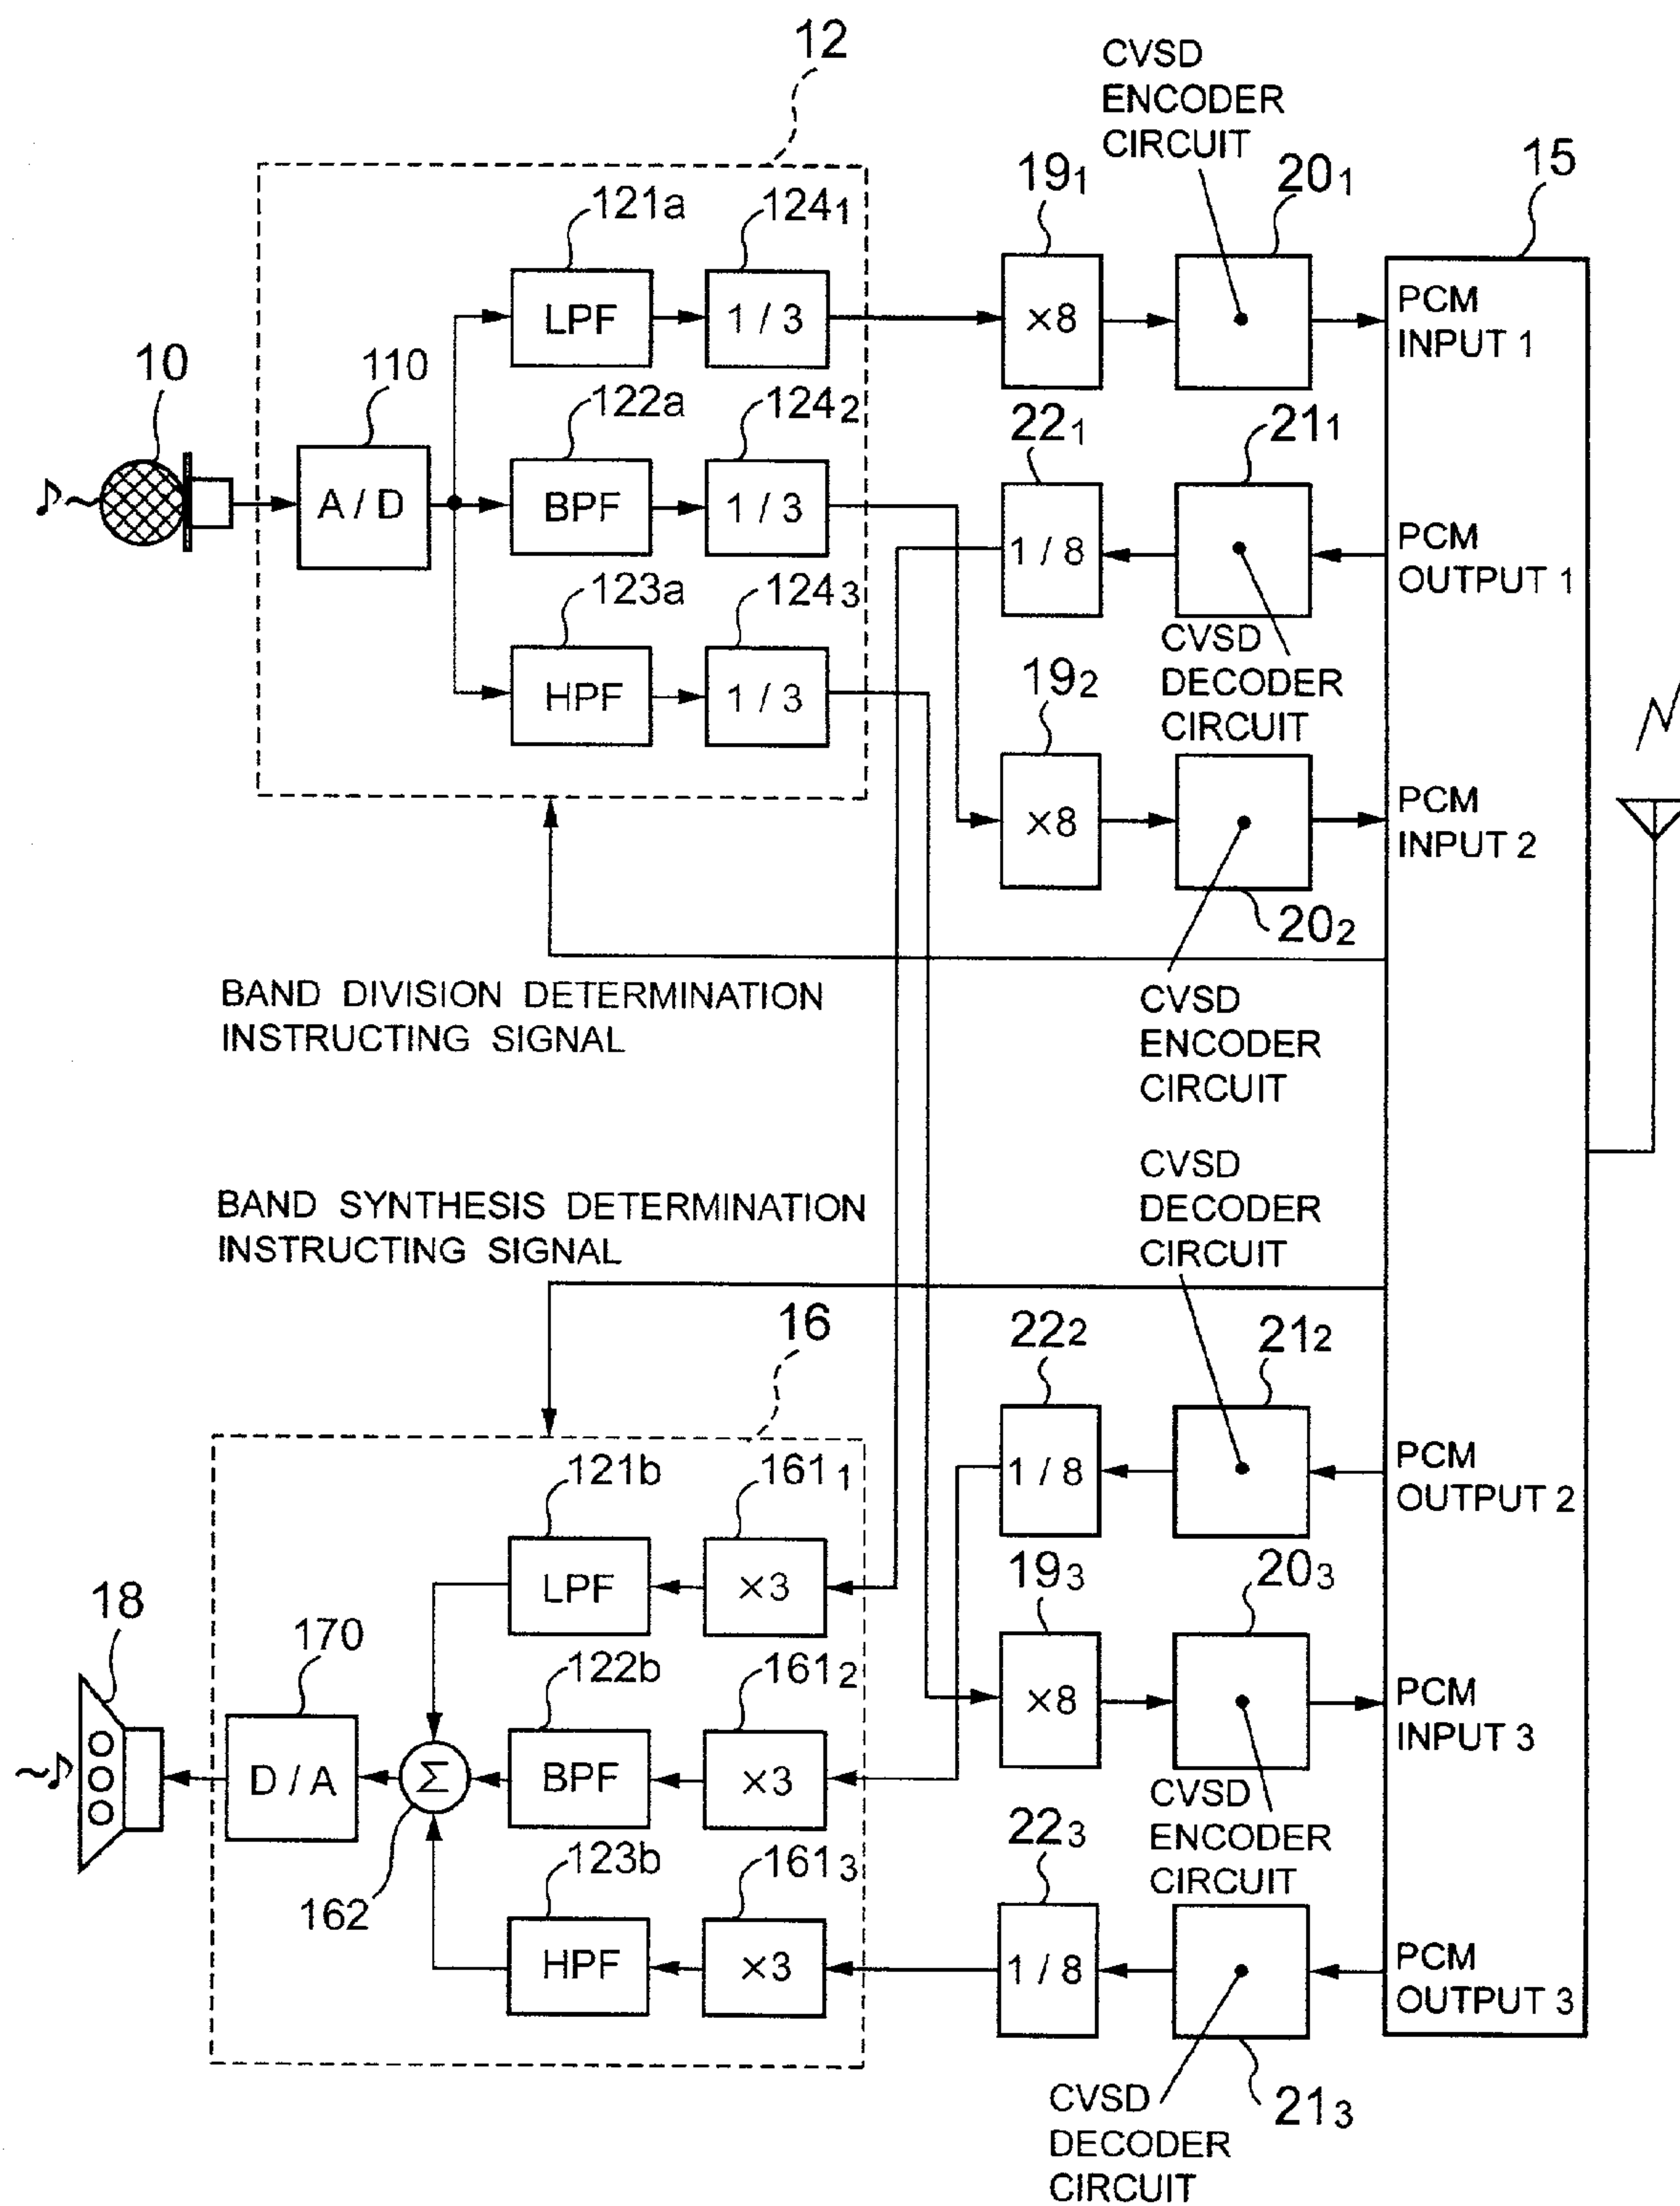 12
CVSD
ENCODER
CIRCUIT
121a
124₁
19₁
20₁
15
LPF
1 / 3
×8
PCM
INPUT 1
10
110
122a
124₂
22₁
21₁
A / D
BPF
1 / 3
1 / 8
PCM
OUTPUT 1
123a
124₃
CVSD
DECODER
CIRCUIT
19₂
HPF
1 / 3
×8
PCM
INPUT 2
20₂
BAND DIVISION DETERMINATION
INSTRUCTING SIGNAL
CVSD
ENCODER
CIRCUIT
CVSD
DECODER
CIRCUIT
BAND SYNTHESIS DETERMINATION
INSTRUCTING SIGNAL
16
22₂
21₂
121b
161₁
1 / 8
PCM
OUTPUT 2
LPF
×3
19₃
20₃
18
170
122b
161₂
×8
PCM
INPUT 3
D / A
Σ
BPF
×3
CVSD
ENCODER
CIRCUIT
162
123b
161₃
22₃
HPF
×3
1 / 8
PCM
OUTPUT 3
CVSD
DECODER
CIRCUIT
21₃